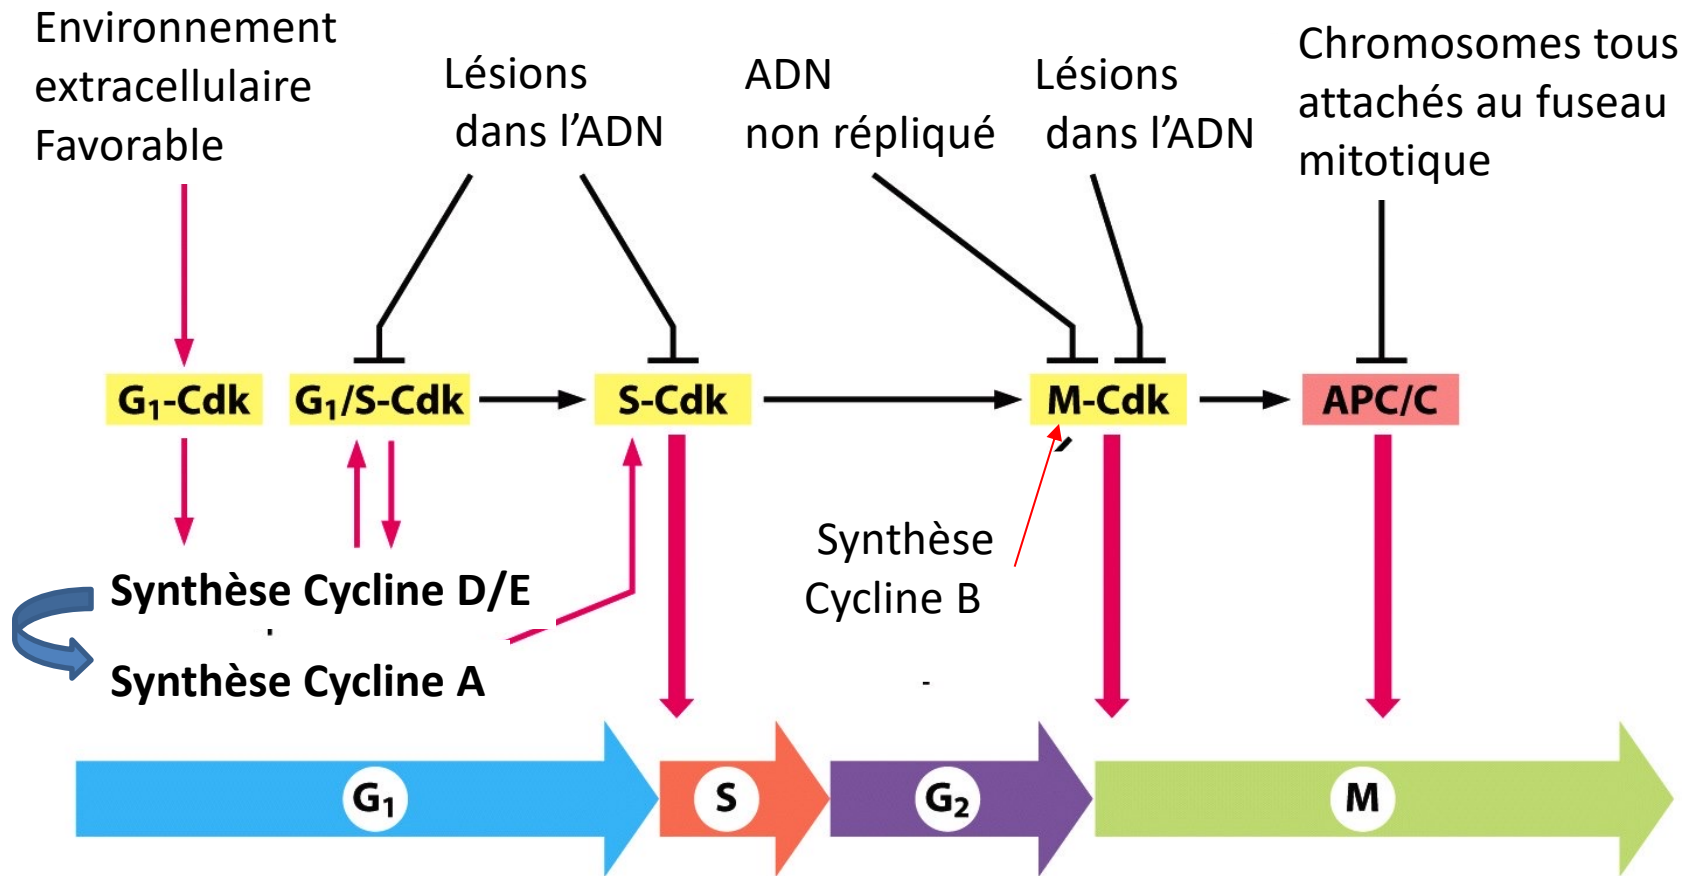 Environnement
extracellulaire
Favorable
Lésions
dans l’ADN
ADN
non répliqué
Lésions
dans l’ADN
Chromosomes tous
attachés au fuseau
mitotique
G₁-Cdk
G₁/S-Cdk
S-Cdk
M-Cdk
APC/C
Synthèse
Cycline B
Synthèse Cycline D/E
Synthèse Cycline A
-
G₁
S
G₂
M